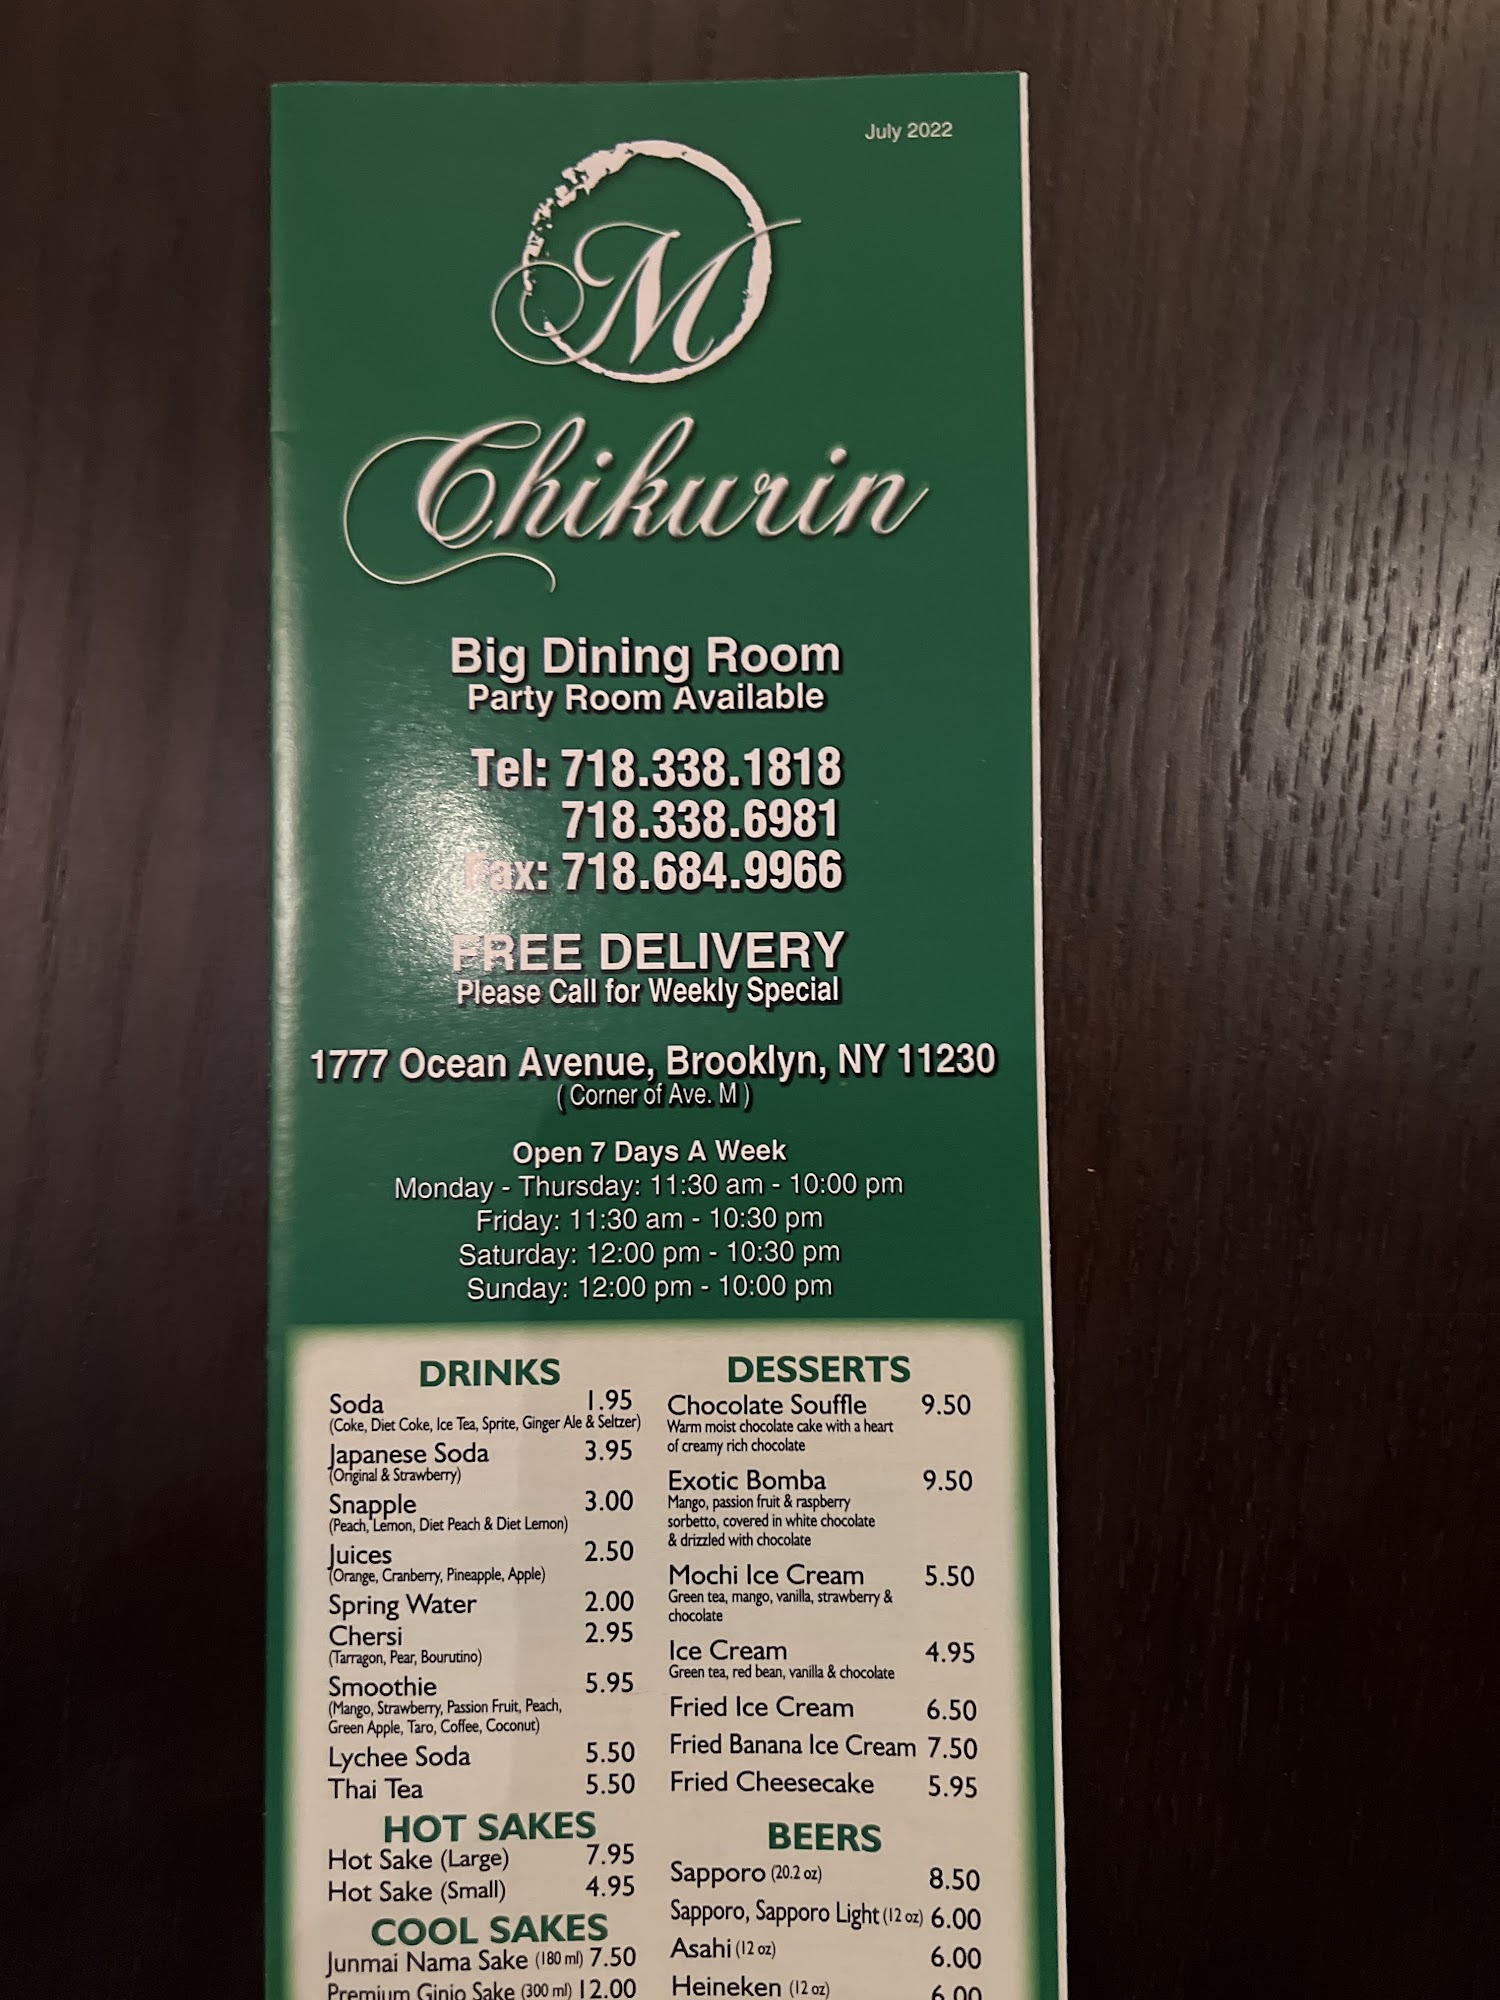 July 2022
M
Chikurin
Big Dining Room
Party Room Available
Tel: 718.338.1818
718.338.6981
Fax: 718.684.9966
FREE DELIVERY
Please Call for Weekly Special
1777 Ocean Avenue, Brooklyn, NY 11230
( Corner of Ave. M )
Open 7 Days A Week
Monday - Thursday: 11:30 am - 10:00 pm
Friday: 11:30 am - 10:30 pm
Saturday: 12:00 pm - 10:30 pm
Sunday: 12:00 pm - 10:00 pm
DRINKS
Soda 1.95
(Coke, Diet Coke, Ice Tea, Sprite, Ginger Ale & Seltzer)
Japanese Soda 3.95
(Original & Strawberry)
Snapple 3.00
(Peach, Lemon, Diet Peach & Diet Lemon)
Juices 2.50
(Orange, Cranberry, Pineapple, Apple)
Spring Water 2.00
Chersi 2.95
(Tarragon, Pear, Bourutino)
Smoothie 5.95
(Mango, Strawberry, Passion Fruit, Peach,
Green Apple, Taro, Coffee, Coconut)
Lychee Soda 5.50
Thai Tea 5.50
HOT SAKES
Hot Sake (Large) 7.95
Hot Sake (Small) 4.95
COOL SAKES
Junmai Nama Sake (180 ml) 7.50
Premium Ginjo Sake (300 ml) 12.00
DESSERTS
Chocolate Souffle 9.50
Warm moist chocolate cake with a heart
of creamy rich chocolate
Exotic Bomba 9.50
Mango, passion fruit & raspberry
sorbetto, covered in white chocolate
& drizzled with chocolate
Mochi Ice Cream 5.50
Green tea, mango, vanilla, strawberry &
chocolate
Ice Cream 4.95
Green tea, red bean, vanilla & chocolate
Fried Ice Cream 6.50
Fried Banana Ice Cream 7.50
Fried Cheesecake 5.95
BEERS
Sapporo (20.2 oz) 8.50
Sapporo, Sapporo Light (12 oz) 6.00
Asahi (12 oz) 6.00
Heineken (12 oz) 6.00